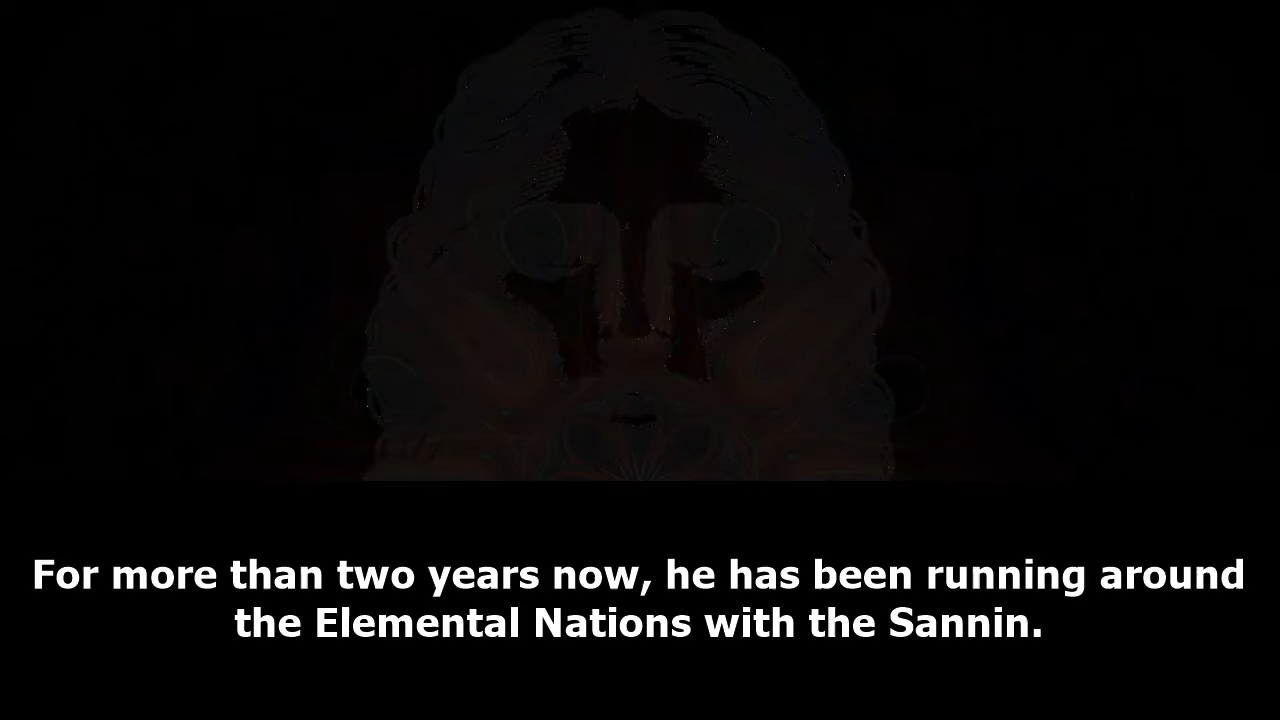 For more than two years now, he has been running around
the Elemental Nations with the Sannin.